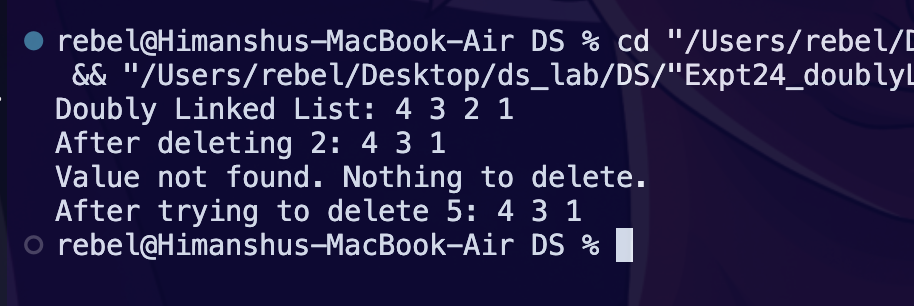 rebel@Himanshus-MacBook-Air DS % cd "/Users/rebel/D
&& "/Users/rebel/Desktop/ds_lab/DS/"Expt24_doublyL
Doubly Linked List: 4 3 2 1
After deleting 2: 4 3 1
Value not found. Nothing to delete.
After trying to delete 5: 4 3 1
rebel@Himanshus-MacBook-Air DS %